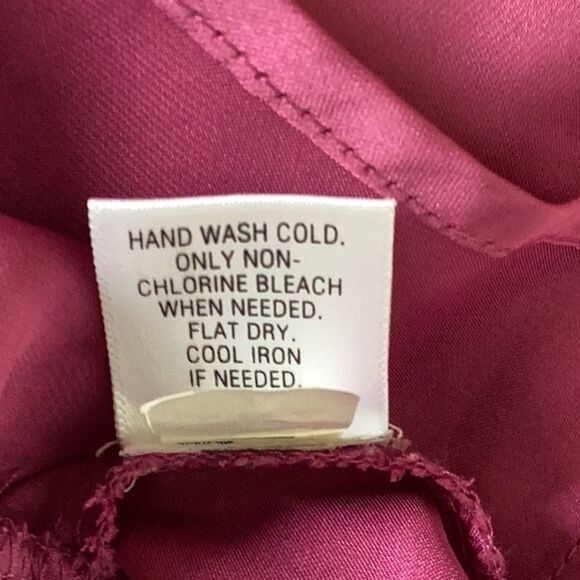 HAND WASH COLD.
ONLY NON-
CHLORINE BLEACH
WHEN NEEDED.
FLAT DRY.
COOL IRON
IF NEEDED.